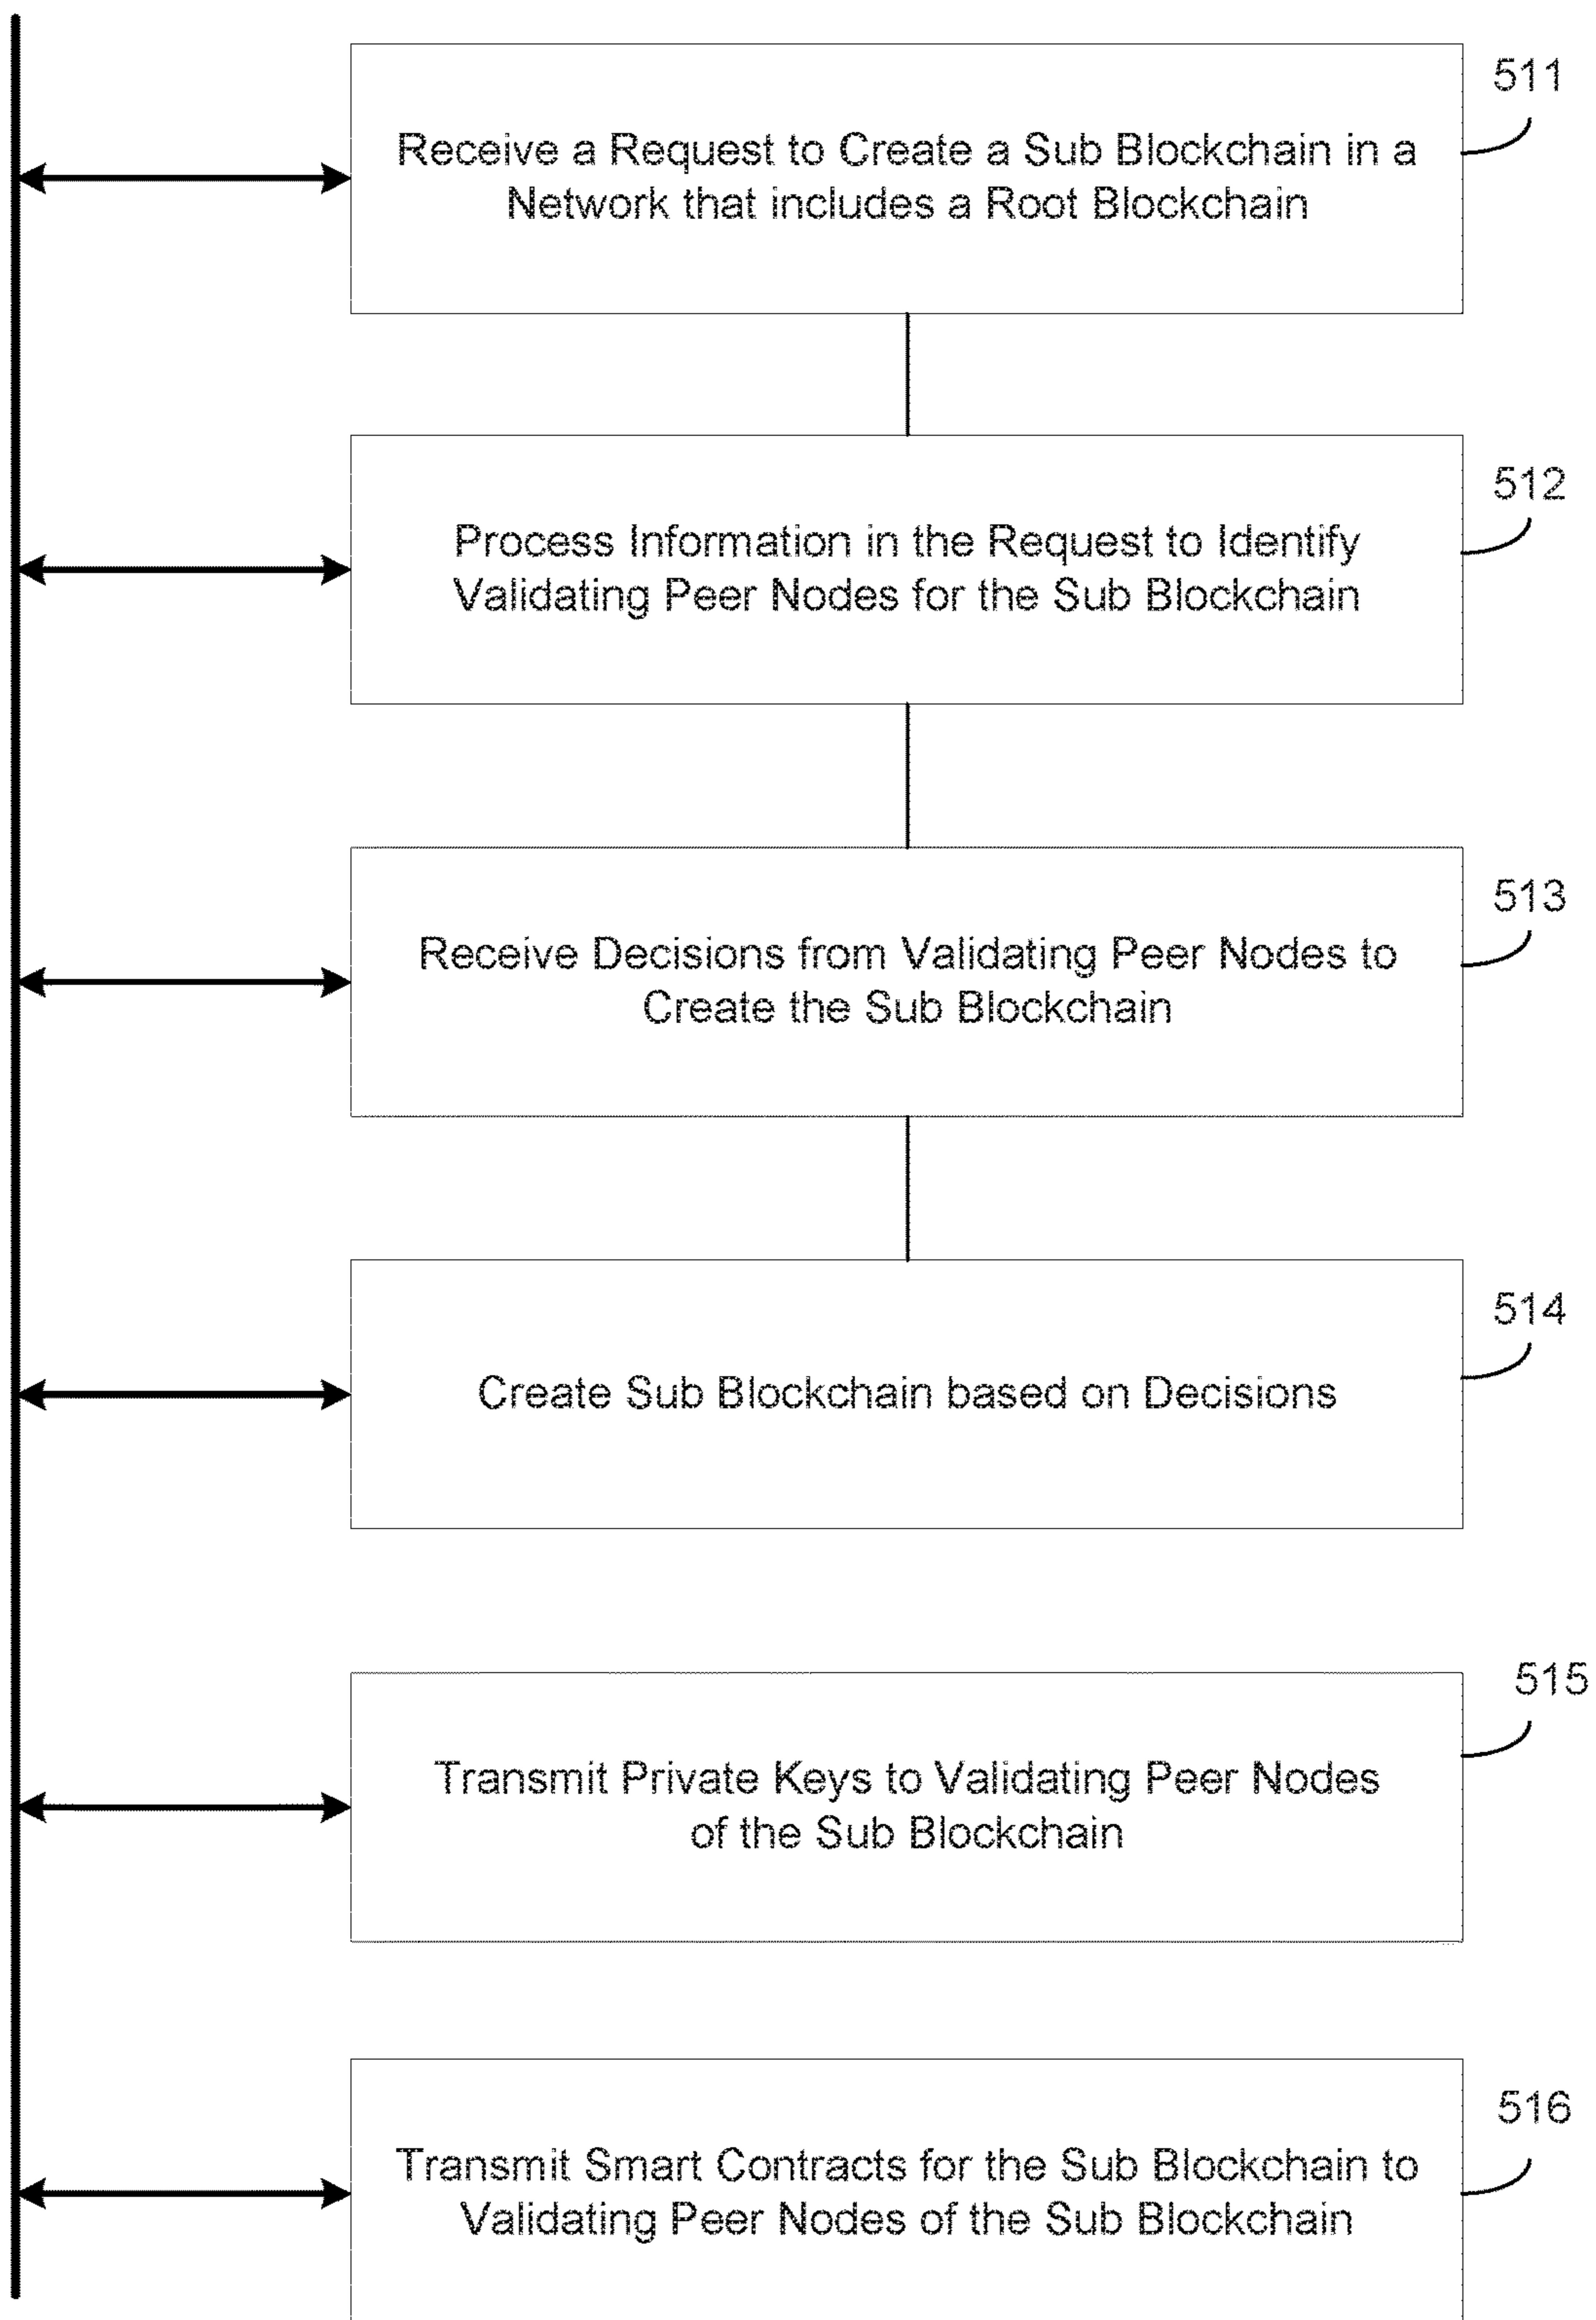 511
Receive a Request to Create a Sub Blockchain in a
Network that includes a Root Blockchain
512
Process Information in the Request to Identify
Validating Peer Nodes for the Sub Blockchain
513
Receive Decisions from Validating Peer Nodes to
Create the Sub Blockchain
514
Create Sub Blockchain based on Decisions
515
Transmit Private Keys to Validating Peer Nodes
of the Sub Blockchain
516
Transmit Smart Contracts for the Sub Blockchain to
Validating Peer Nodes of the Sub Blockchain